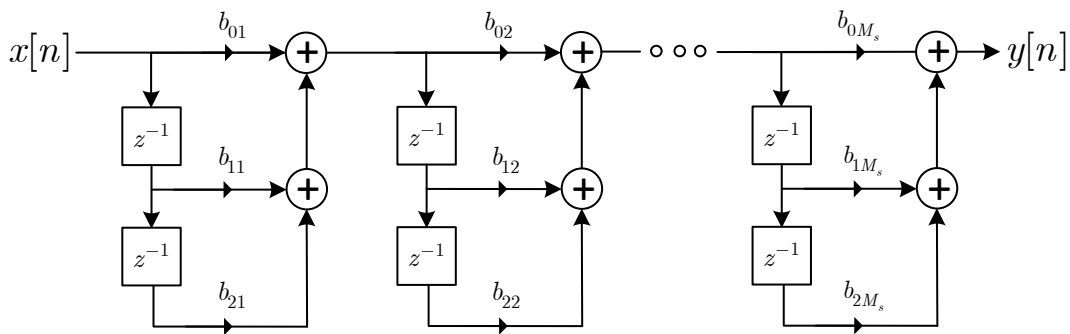 b₀₁ b₀₂ b₀Mₛ
x[n] + + + y[n]
z⁻¹ z⁻¹ z⁻¹
b₁₁ b₁₂ b₁Mₛ
+ + +
z⁻¹ z⁻¹ z⁻¹
b₂₁ b₂₂ b₂Mₛ